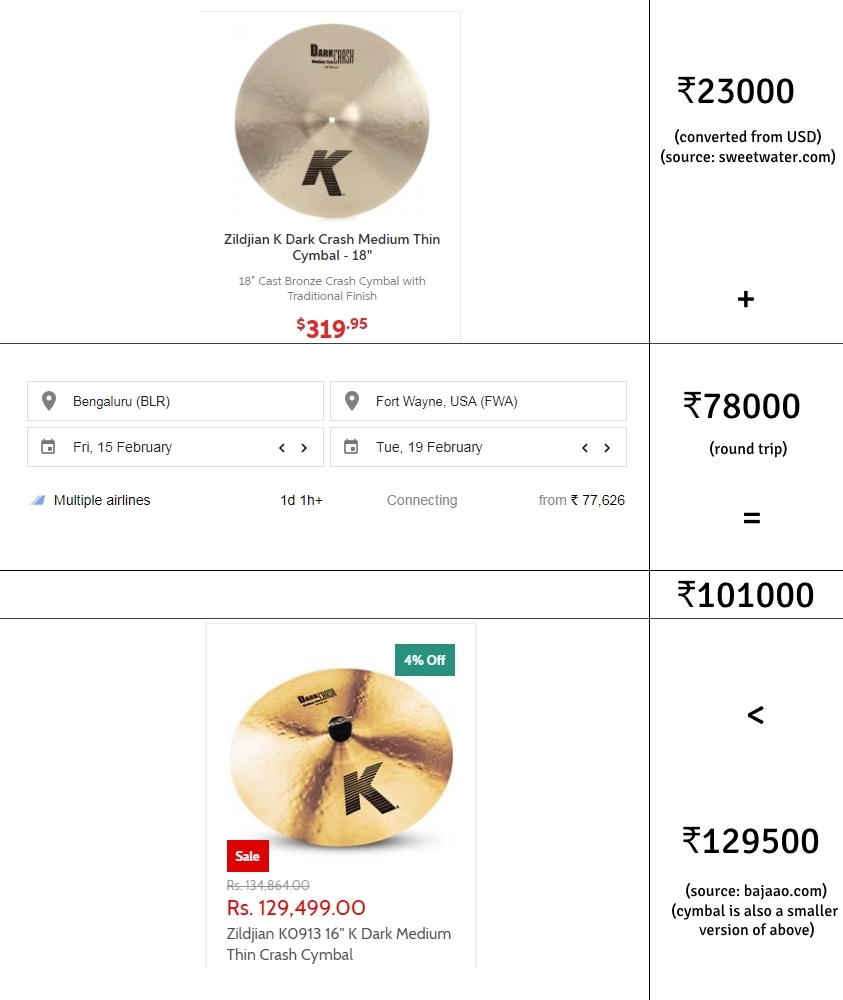 DARK CRASH
Medium Thin
K
Zildjian K Dark Crash Medium Thin
Cymbal - 18"
18" Cast Bronze Crash Cymbal with
Traditional Finish
$319.95
₹23000
(converted from USD)
(source: sweetwater.com)
+
Bengaluru (BLR)
Fort Wayne, USA (FWA)
Fri, 15 February
< >
Tue, 19 February
< >
Multiple airlines
1d 1h+
Connecting
from ₹ 77,626
₹78000
(round trip)
=
₹101000
4% Off
DARK CRASH
K
Sale
Rs. 134,864.00
Rs. 129,499.00
Zildjian K0913 16" K Dark Medium
Thin Crash Cymbal
<
₹129500
(source: bajaao.com)
(cymbal is also a smaller
version of above)